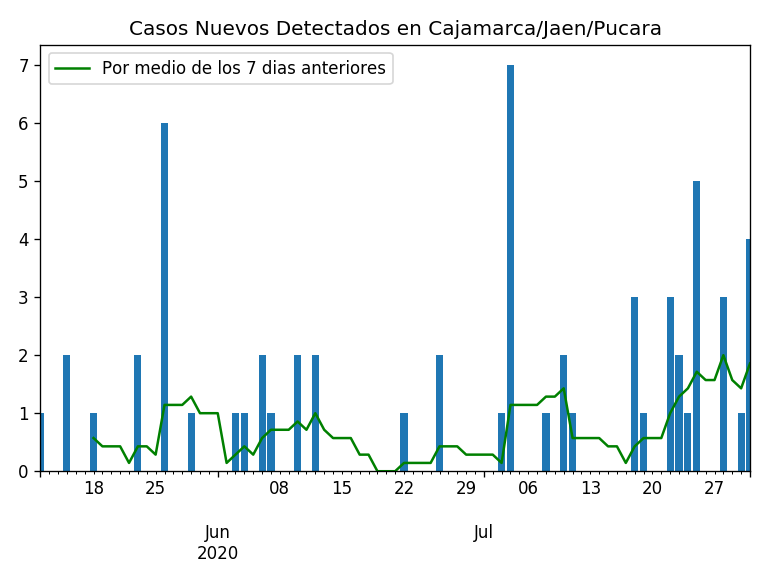 Casos Nuevos Detectados en Cajamarca/Jaen/Pucara
Por medio de los 7 dias anteriores
7
6
5
4
3
2
1
0
18 25 08 15 22 29 06 13 20 27
Jun Jul
2020